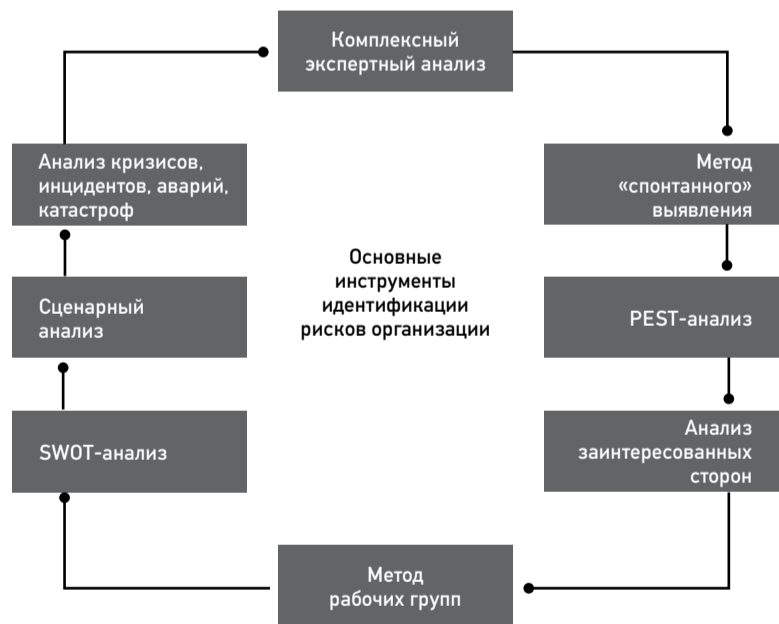 Комплексный
экспертный анализ
Анализ кризисов,
инцидентов, аварий,
катастроф
Метод
«спонтанного»
выявления
Основные
инструменты
идентификации
рисков организации
Сценарный
анализ
PEST-анализ
SWOT-анализ
Анализ
заинтересованных
сторон
Метод
рабочих групп